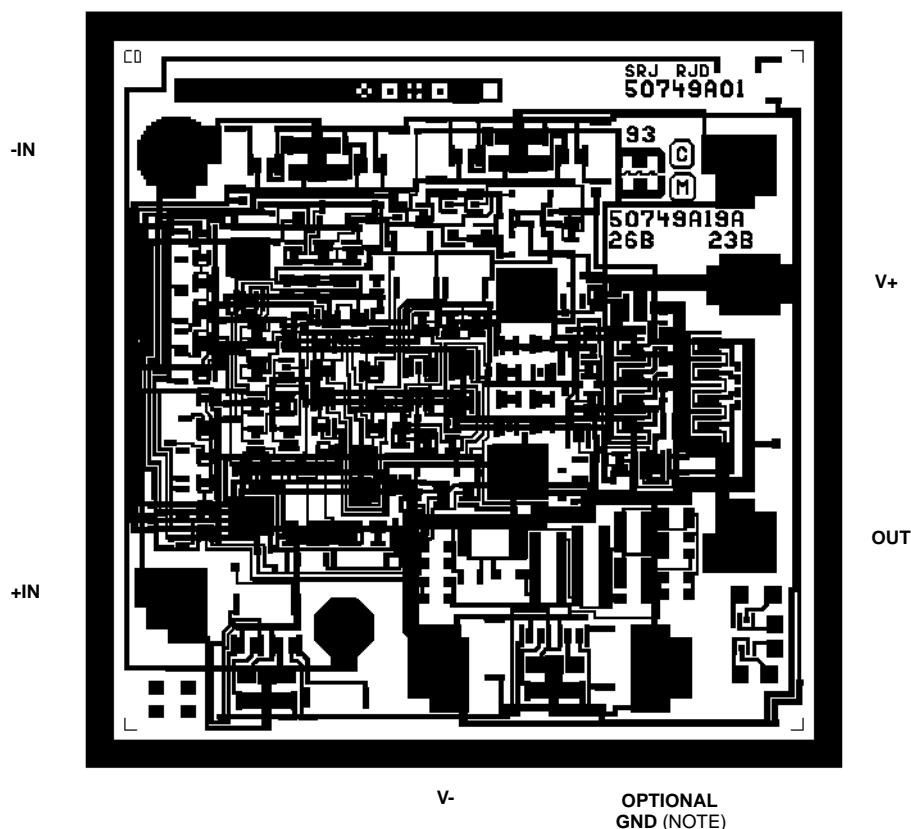 CD
SRJ RJD
50749A01
-IN
93
C
M
50749A19A
26B 23B
V+
OUT
+IN
V-
OPTIONAL
GND (NOTE)